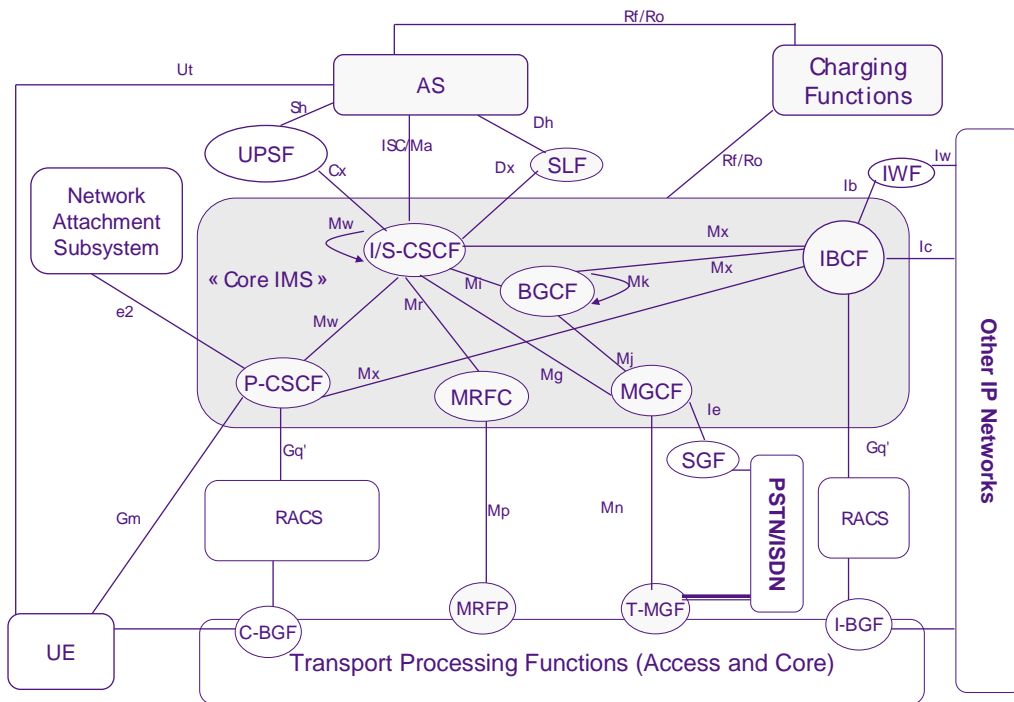 Rf/Ro
Ut
AS
Charging
Functions
Sh
Dh
ISC/Ma
UPSF
Cx
Dx
SLF
Rf/Ro
IWF
Iw
Ib
Network
Attachment
Subsystem
Mw
I/S-CSCF
Mx
IBCF
Ic
« Core IMS »
Mi
BGCF
Mk
Mx
Mr
e2
Mw
Mj
P-CSCF
Mx
MRFC
Mg
MGCF
Ie
Other IP Networks
Gq'
SGF
Gq'
PSTN/ISDN
Gm
RACS
Mp
Mn
RACS
C-BGF
MRFP
T-MGF
I-BGF
UE
Transport Processing Functions (Access and Core)